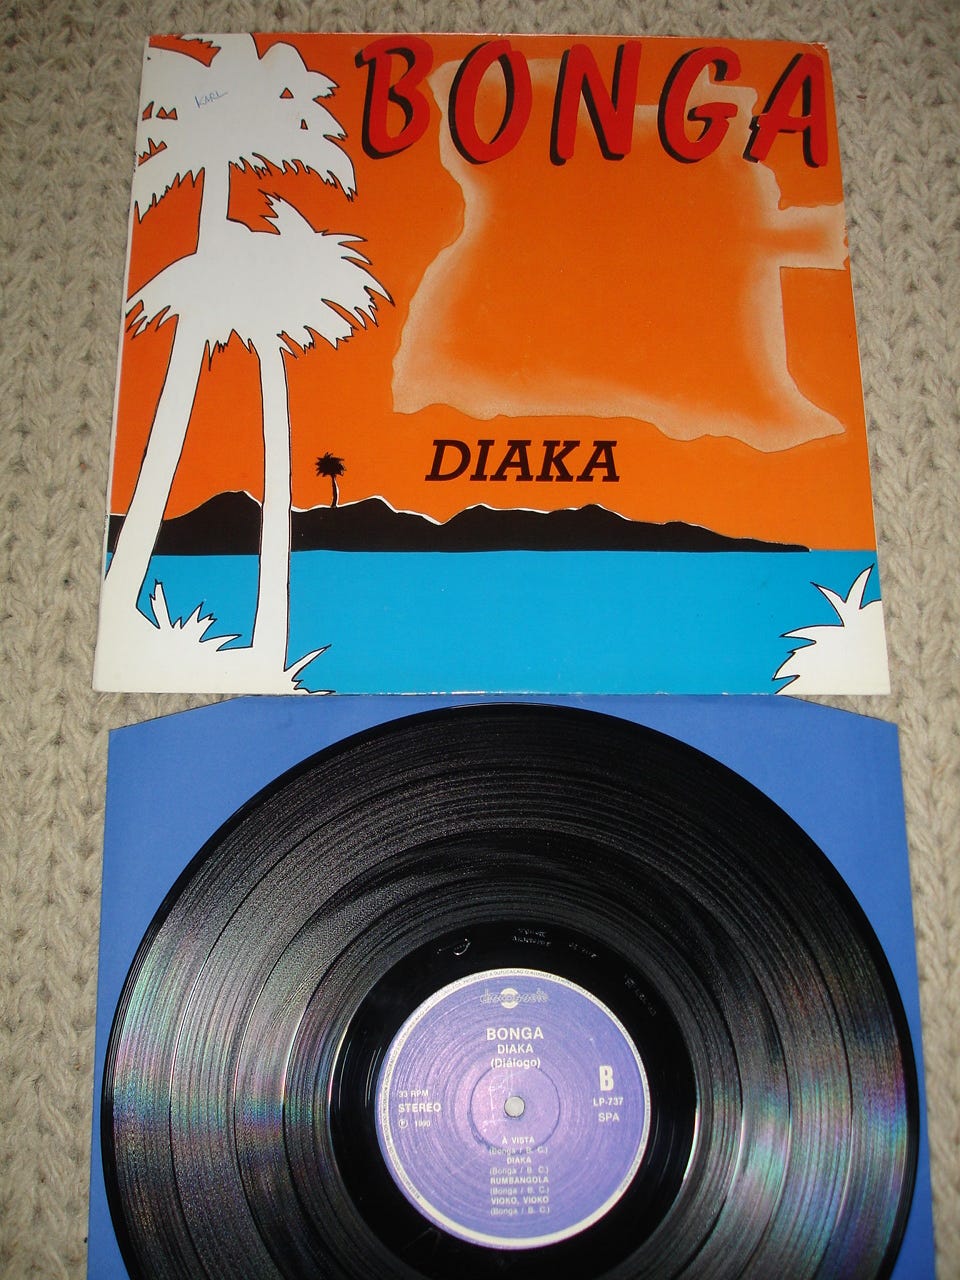 KARL
BONGA
DIAKA
discossete
BONGA
DIAKA
(Diálogo)
B
33 RPM
LP-737
STEREO
SPA
Ⓟ 1990
À VISTA
(Bonga / B. C.)
DIAKA
(Bonga / B. C.)
RUMBANGOLA
(Bonga / B. C.)
VIOKO, VIOKO
(Bonga / B. C.)